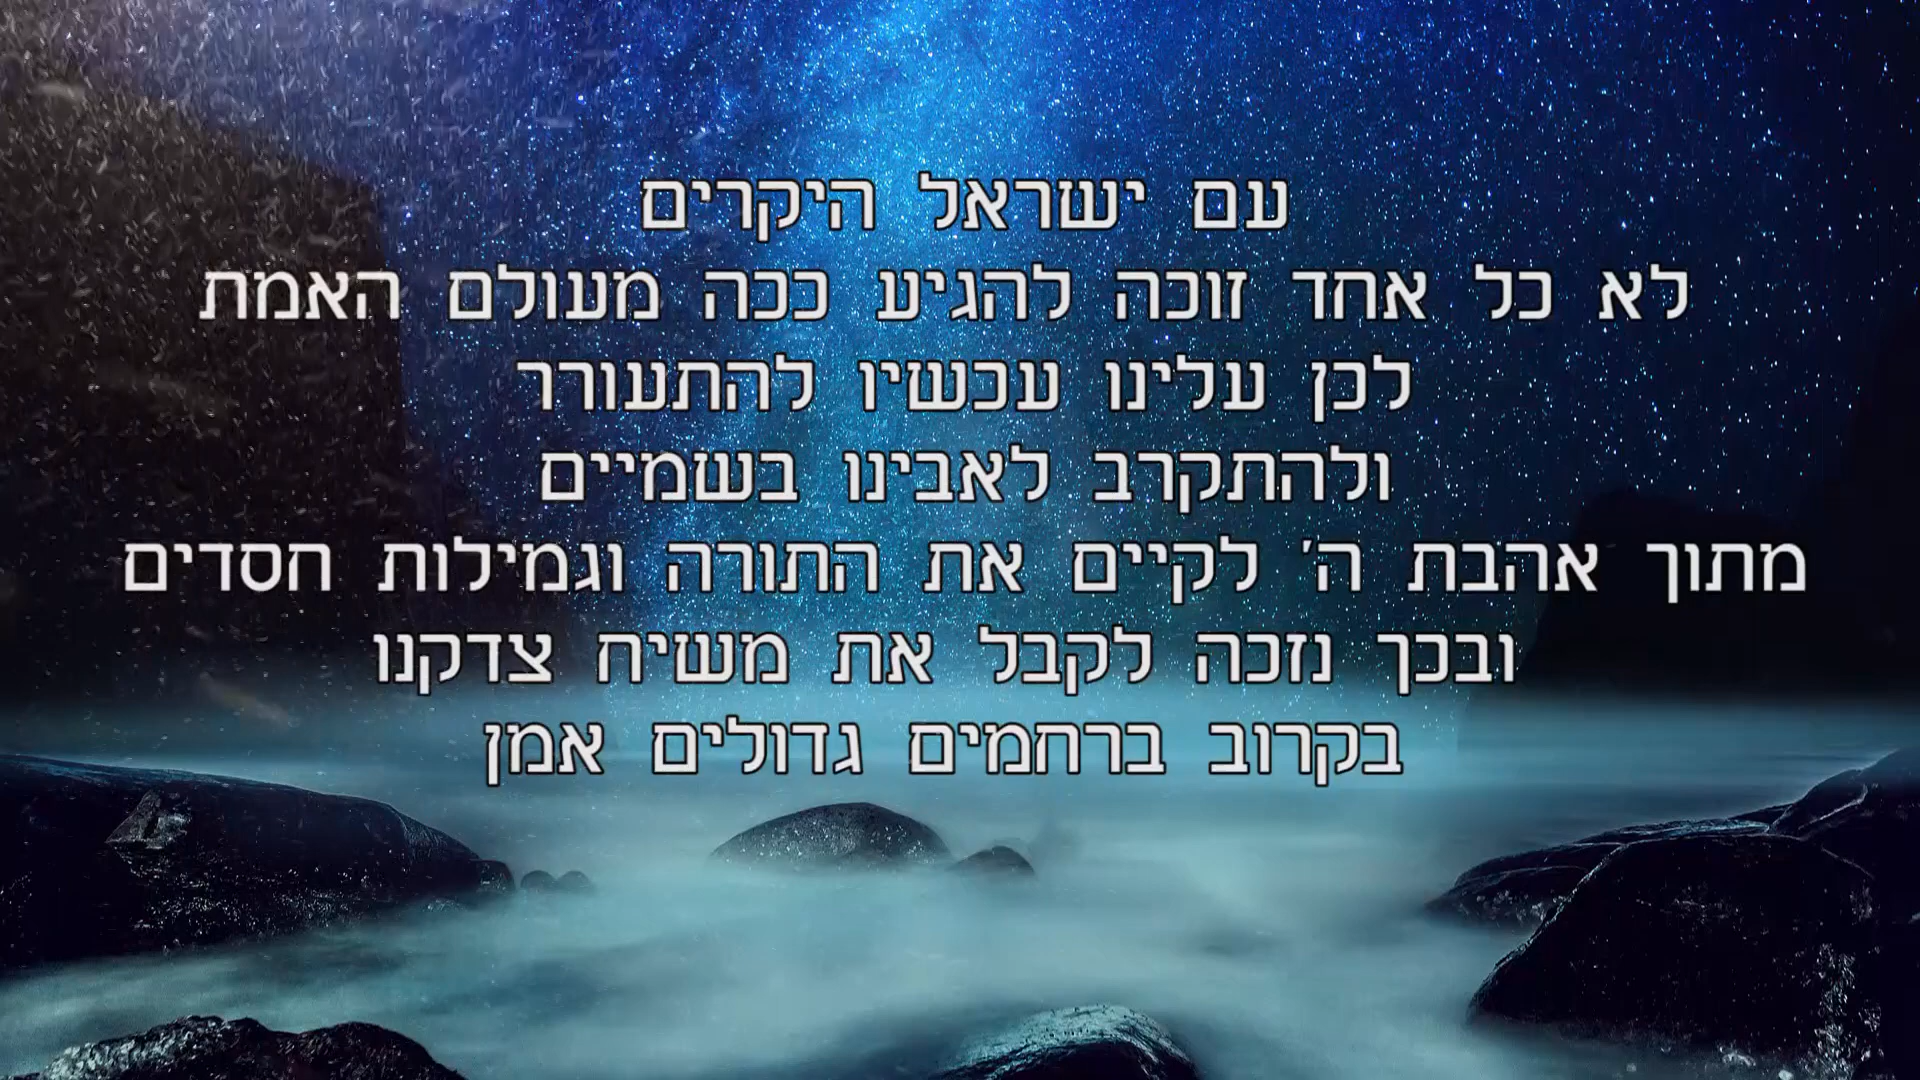 עם ישראל היקרים
לא כל אחד זוכה להגיע ככה מעולם האמת
לכן עלינו עכשיו להתעורר
ולהתקרב לאבינו בשמיים
מתוך אהבת ה' לקיים את התורה וגמילות חסדים
ובכך נזכה לקבל את משיח צדקנו
בקרוב ברחמים גדולים אמן